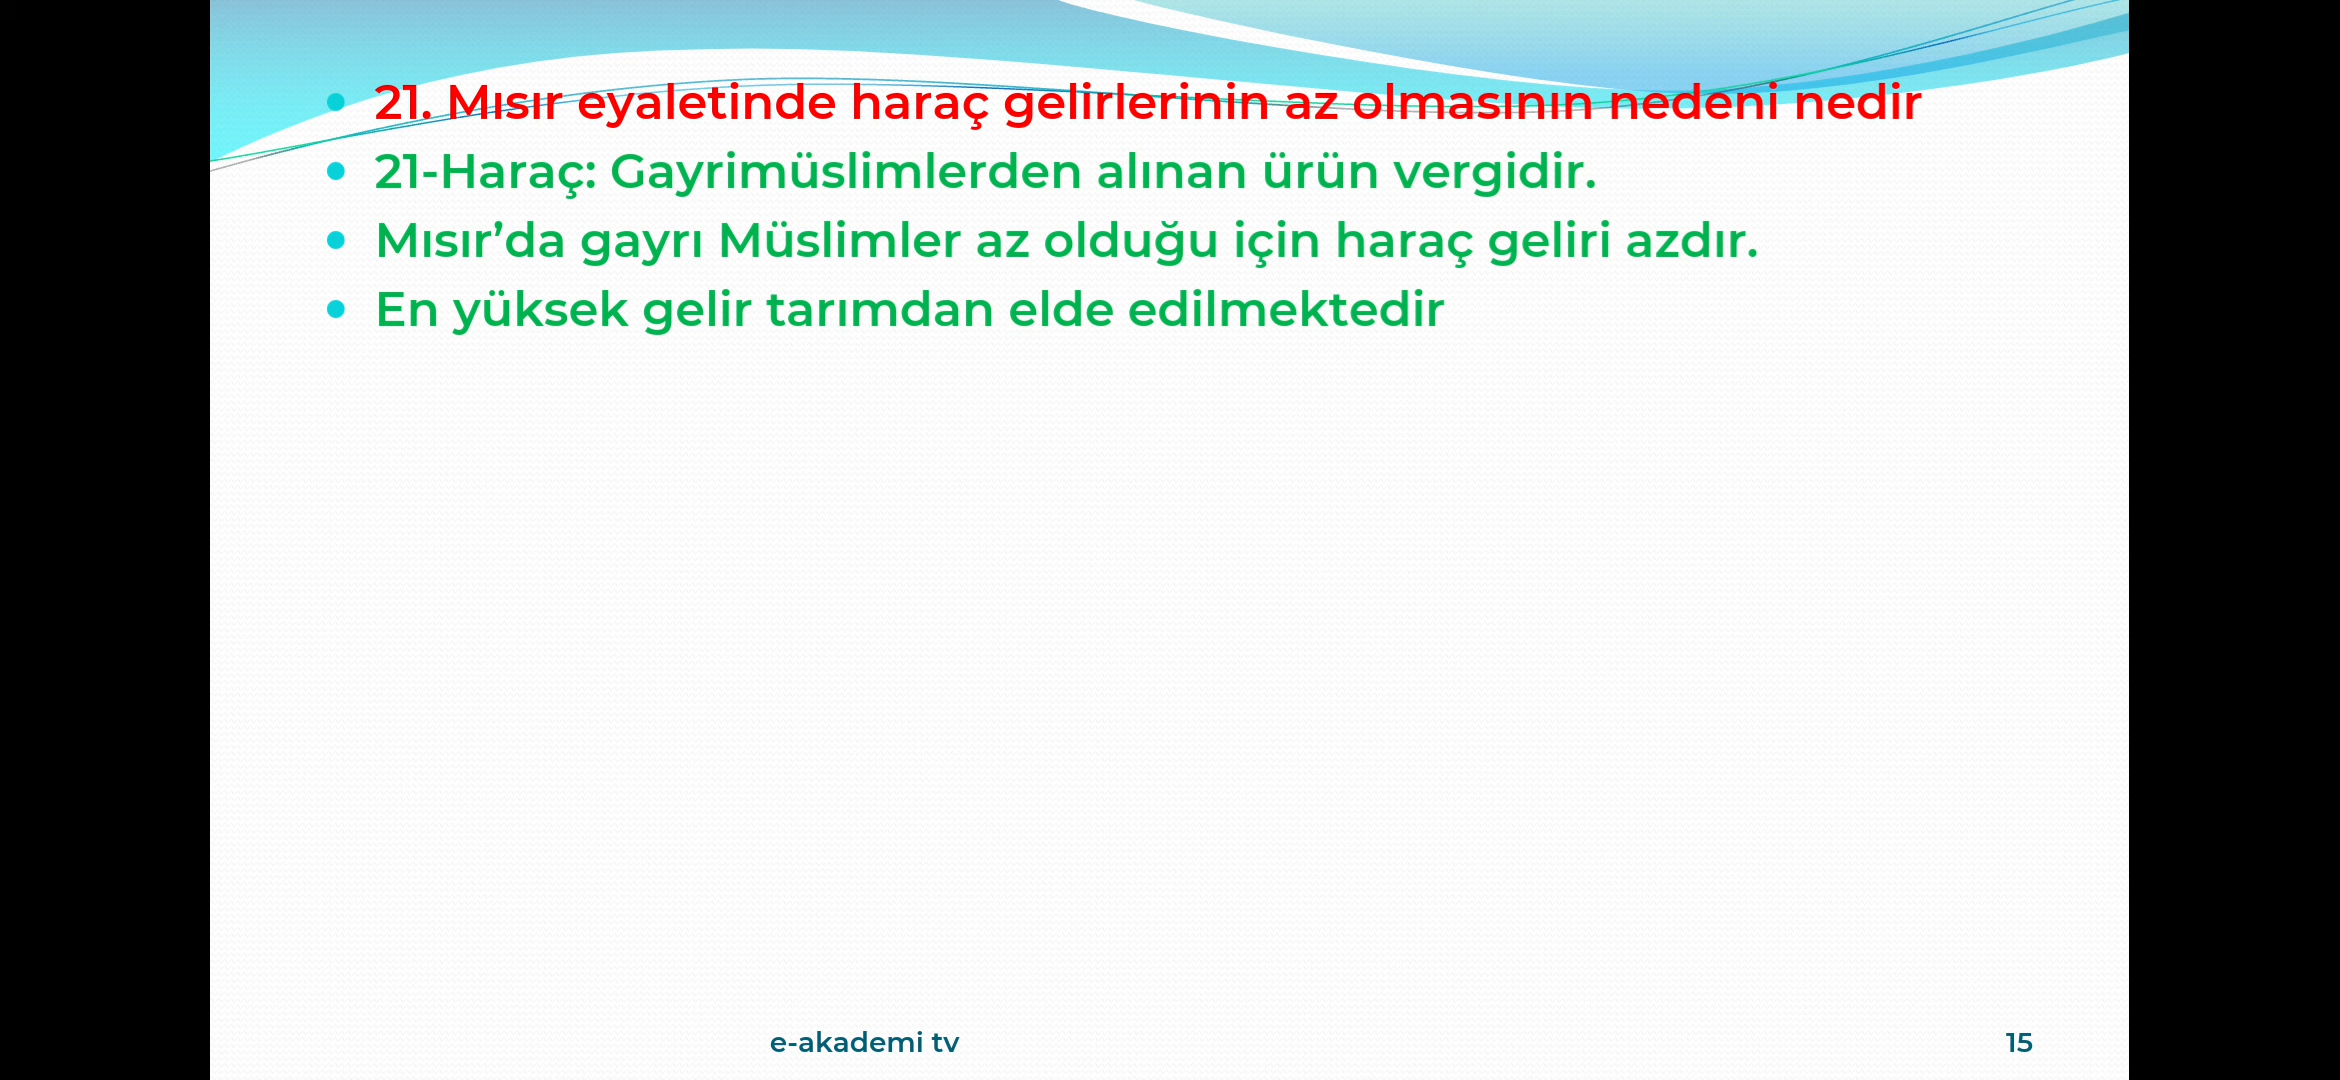 21. Mısır eyaletinde haraç gelirlerinin az olmasının nedeni nedir
21-Haraç: Gayrimüslimlerden alınan ürün vergidir.
Mısır’da gayrı Müslimler az olduğu için haraç geliri azdır.
En yüksek gelir tarımdan elde edilmektedir
e-akademi tv
15